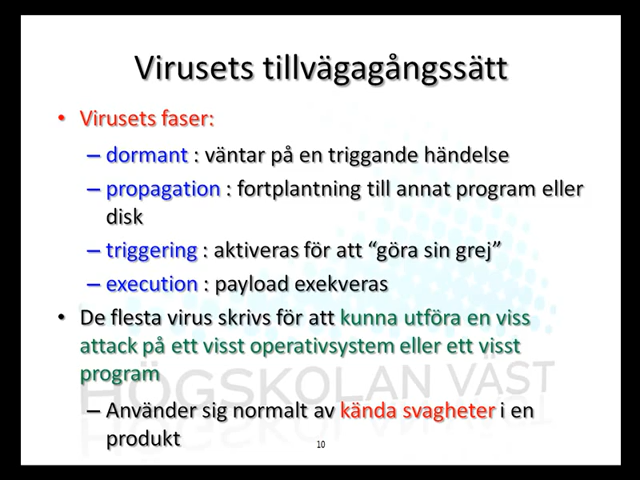 Virusets tillvägagångssätt
• Virusets faser:
– dormant : väntar på en triggande händelse
– propagation : fortplantning till annat program eller
disk
– triggering : aktiveras för att “göra sin grej”
– execution : payload exekveras
• De flesta virus skrivs för att kunna utföra en viss
attack på ett visst operativsystem eller ett visst
program
HÖGSKOLAN VÄST
– Använder sig normalt av kända svagheter i en
produkt
10